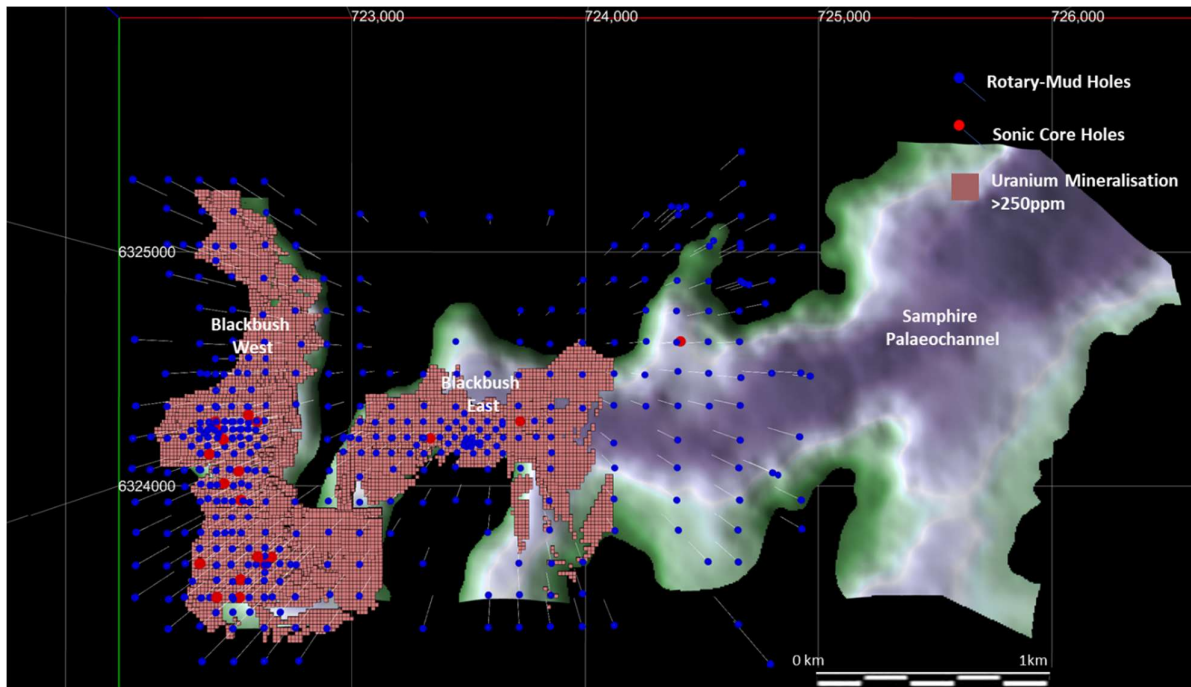 723,000
724,000
725,000
726,000
Rotary-Mud Holes
Sonic Core Holes
Uranium Mineralisation
>250ppm
6325000
Blackbush
West
Samphire
Palaeochannel
Blackbush
East
6324000
0 km
1km